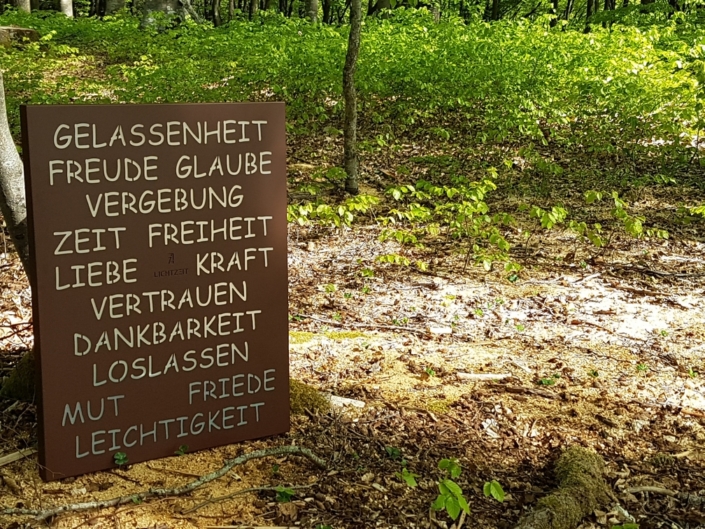 GELASSENHEIT
FREUDE GLAUBE
VERGEBUNG
ZEIT FREIHEIT
LIEBE KRAFT
VERTRAUEN
DANKBARKEIT
LOSLASSEN
MUT FRIEDE
LEICHTIGKEIT